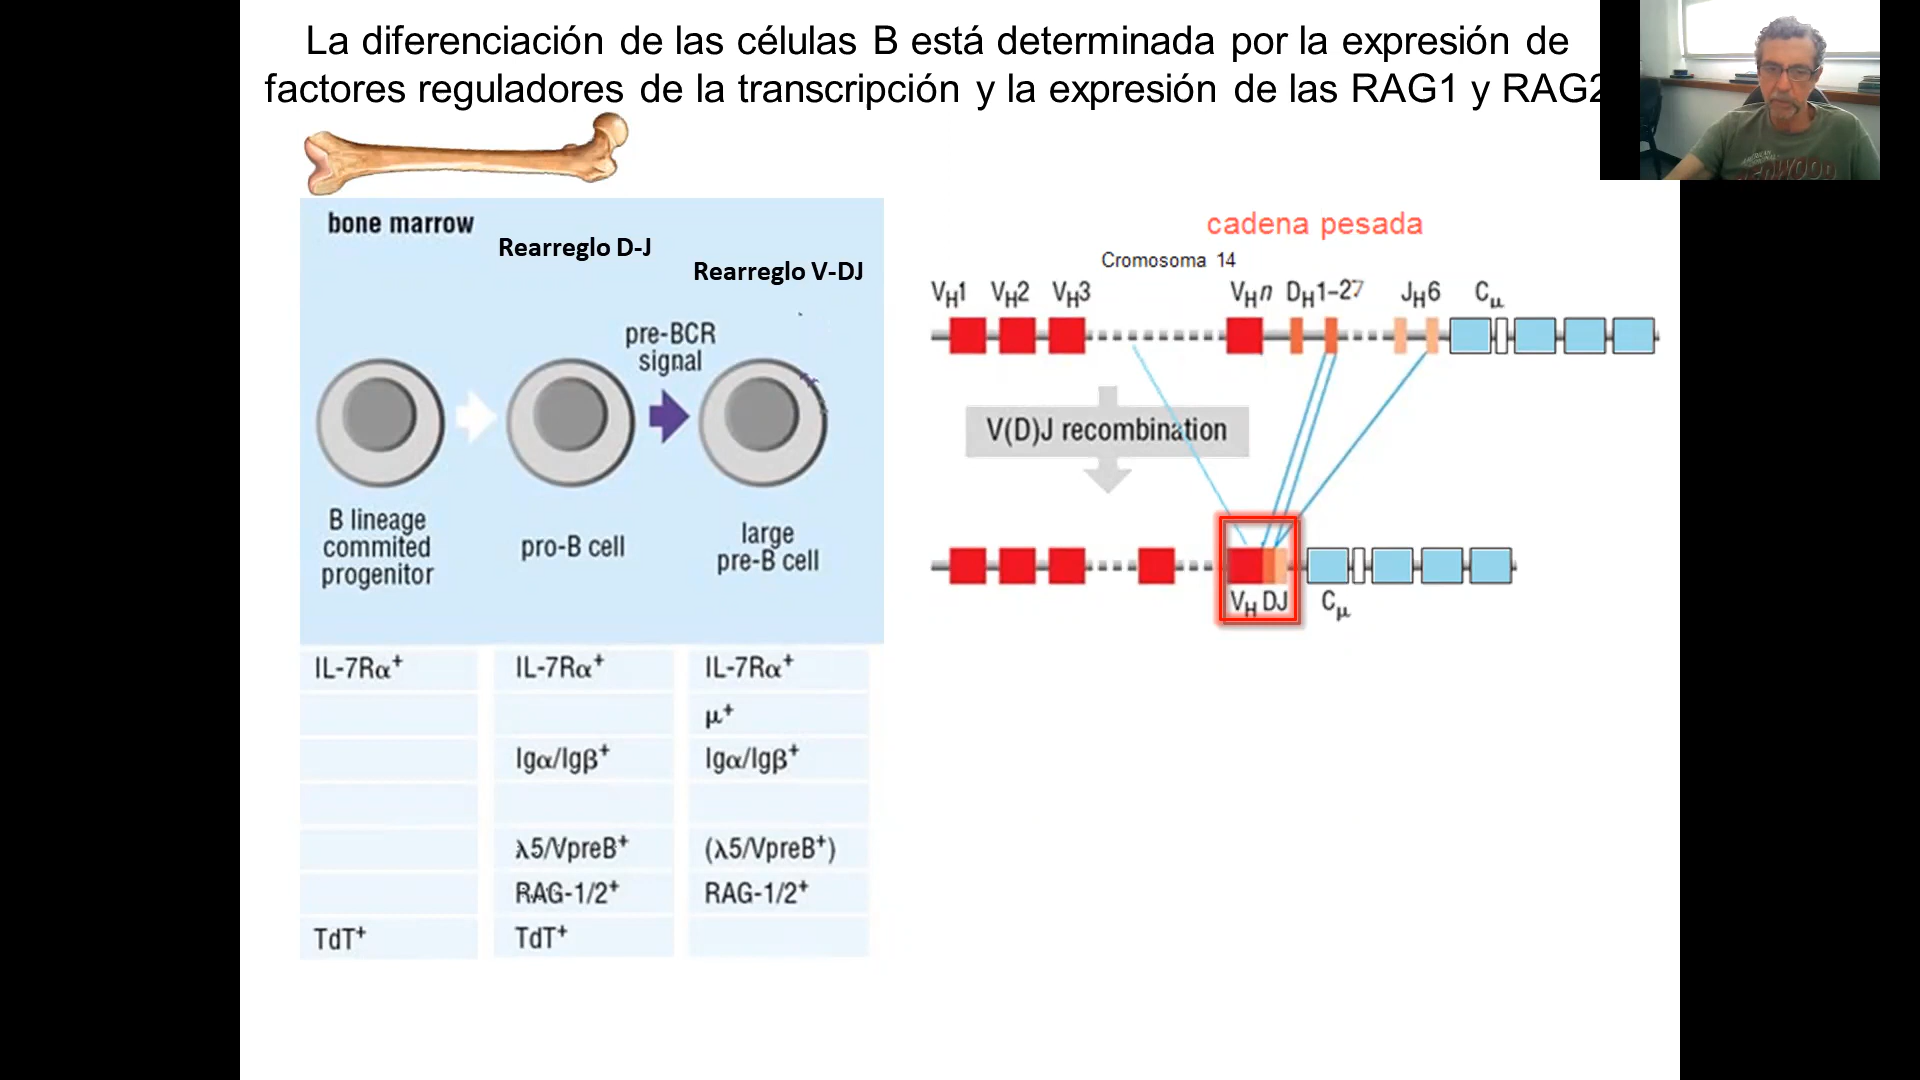 La diferenciación de las células B está determinada por la expresión de
factores reguladores de la transcripción y la expresión de las RAG1 y RAG2
bone marrow
Rearreglo D-J
Rearreglo V-DJ
pre-BCR
signal
B lineage
commited
progenitor
pro-B cell
large
pre-B cell
IL-7Rα⁺ IL-7Rα⁺ IL-7Rα⁺
μ⁺
Igα/Igβ⁺ Igα/Igβ⁺
λ5/VpreB⁺ (λ5/VpreB⁺)
RAG-1/2⁺ RAG-1/2⁺
TdT⁺ TdT⁺
cadena pesada
Cromosoma 14
VH1 VH2 VH3 VHn DH1–27 JH6 Cμ
V(D)J recombination
VH DJ Cμ